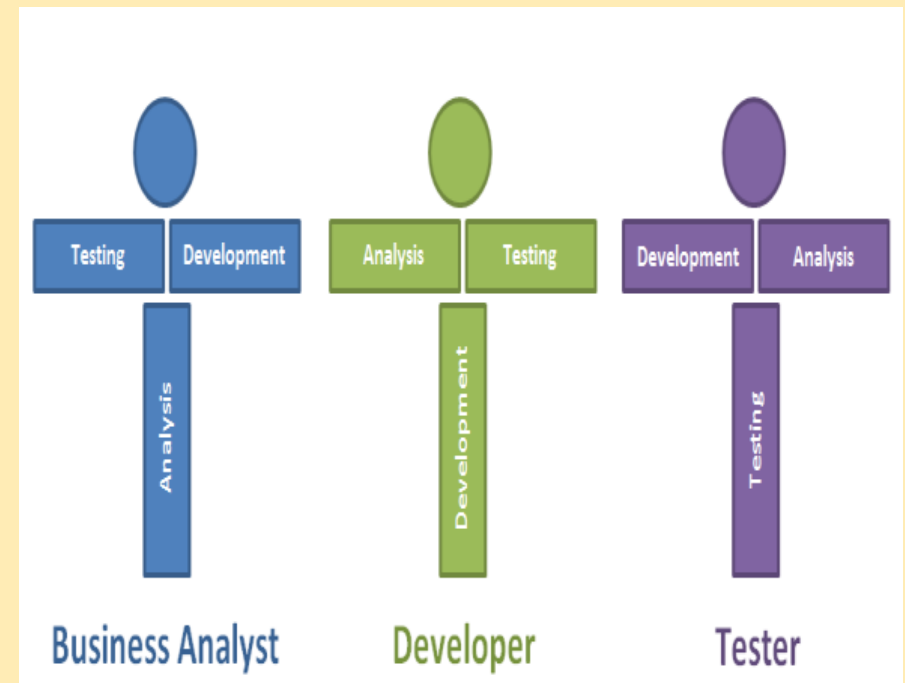 Testing Development Analysis Testing Development Analysis
Analysis Development Testing
Business Analyst Developer Tester